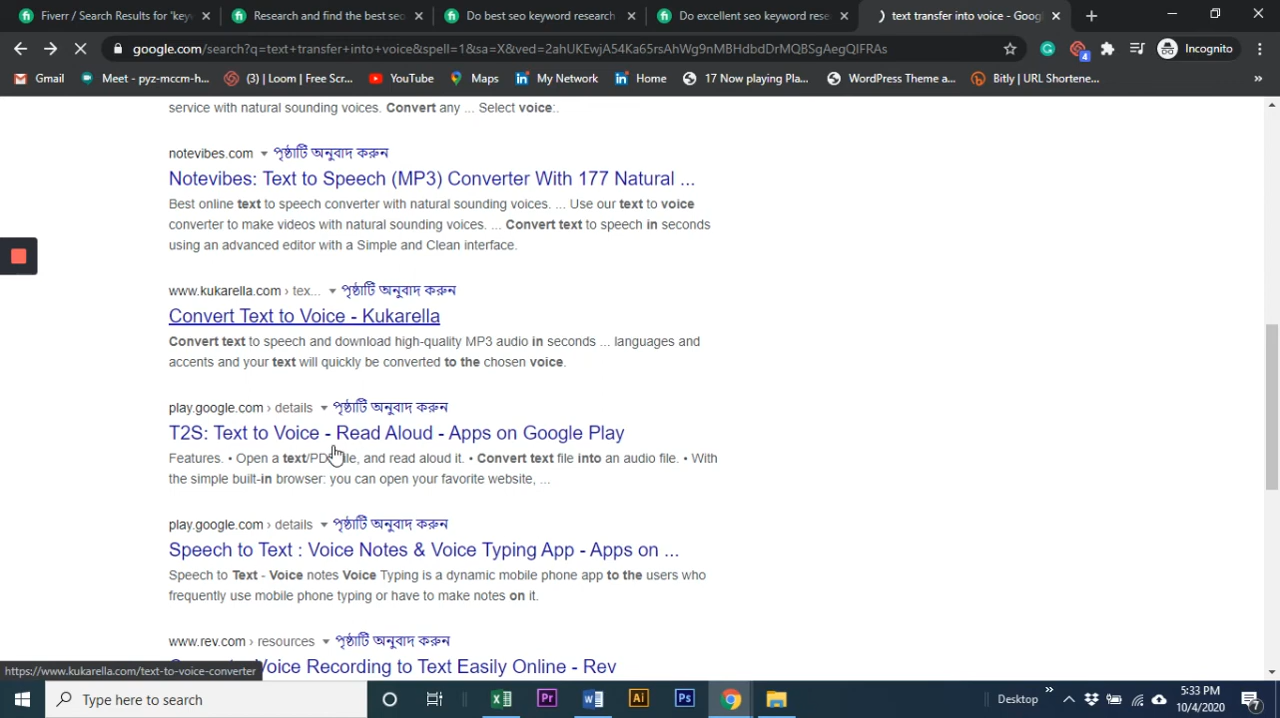 Fiverr / Search Results for 'key
Research and find the best seo
Do best seo keyword research
Do excellent seo keyword rese
text transfer into voice - Goog
google.com/search?q=text+transfer+into+voice&spell=1&sa=X&ved=2ahUKEwjA54Ka65rsAhWg9nMBHdbdDrMQBSgAegQIFRAs
4
Incognito
Gmail
Meet - pyz-mccm-h...
(3) | Loom | Free Scr...
YouTube
Maps
My Network
Home
17 Now playing Pla...
WordPress Theme a...
Bitly | URL Shortene...
service with natural sounding voices. Convert any ... Select voice:.
notevibes.com পৃষ্ঠাটি অনুবাদ করুন
Notevibes: Text to Speech (MP3) Converter With 177 Natural ...
Best online text to speech converter with natural sounding voices. ... Use our text to voice
converter to make videos with natural sounding voices. ... Convert text to speech in seconds
using an advanced editor with a Simple and Clean interface.
www.kukarella.com › tex... পৃষ্ঠাটি অনুবাদ করুন
Convert Text to Voice - Kukarella
Convert text to speech and download high-quality MP3 audio in seconds ... languages and
accents and your text will quickly be converted to the chosen voice.
play.google.com › details পৃষ্ঠাটি অনুবাদ করুন
T2S: Text to Voice - Read Aloud - Apps on Google Play
Features. • Open a text/PD ile, and read aloud it. • Convert text file into an audio file. • With
the simple built-in browser: you can open your favorite website, ...
play.google.com › details পৃষ্ঠাটি অনুবাদ করুন
Speech to Text : Voice Notes & Voice Typing App - Apps on ...
Speech to Text - Voice notes Voice Typing is a dynamic mobile phone app to the users who
frequently use mobile phone typing or have to make notes on it.
www.rev.com › resources পৃষ্ঠাটি অনুবাদ করুন
Voice Recording to Text Easily Online - Rev
https://www.kukarella.com/text-to-voice-converter
Type here to search
Pr
Ai
Ps
Desktop
5:33 PM
10/4/2020
7